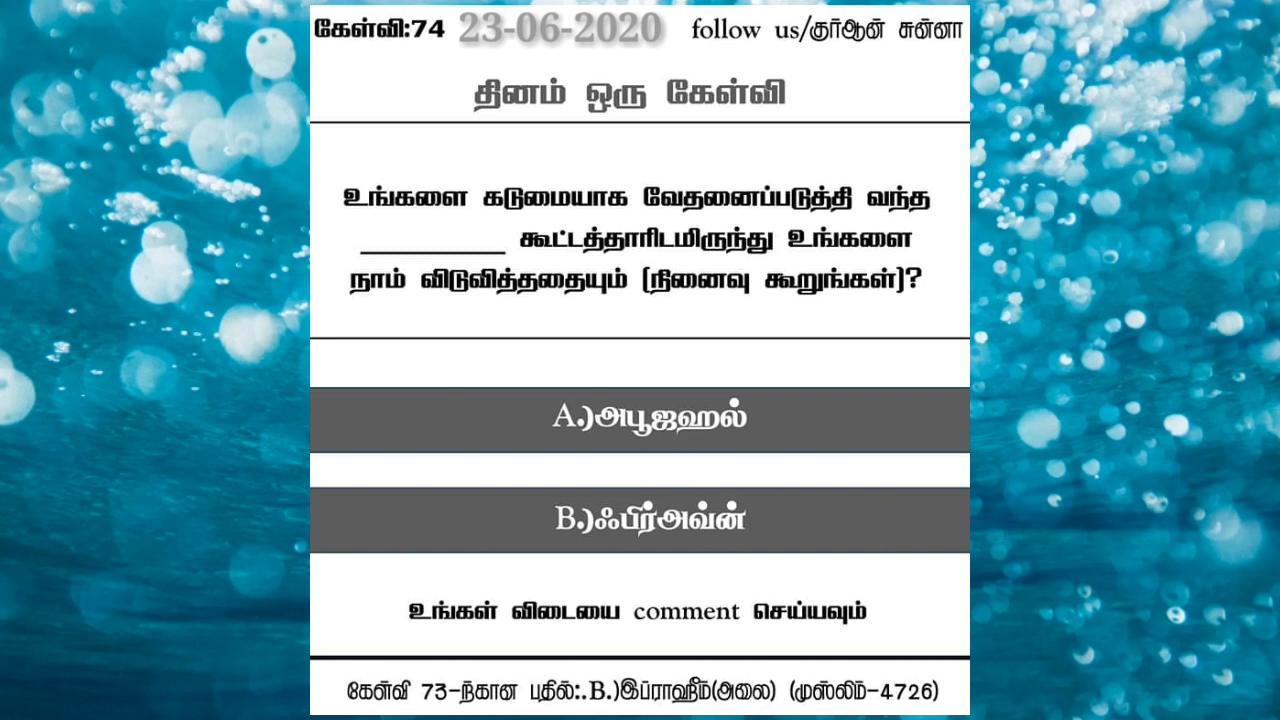 கேள்வி:74 23-06-2020 follow us/குர்ஆன் சுன்னா
தினம் ஒரு கேள்வி
உங்களை கடுமையாக வேதனைப்படுத்தி வந்த
__________ கூட்டத்தாரிடமிருந்து உங்களை
நாம் விடுவித்ததையும் (நினைவு கூறுங்கள்)?
A.)அபூஜஹல்
B.)ஃபிர்அவ்ன்
உங்கள் விடையை comment செய்யவும்
கேள்வி 73-ற்கான பதில்:.B.)இப்ராஹீம்(அலை) (முஸ்லிம்-4726)